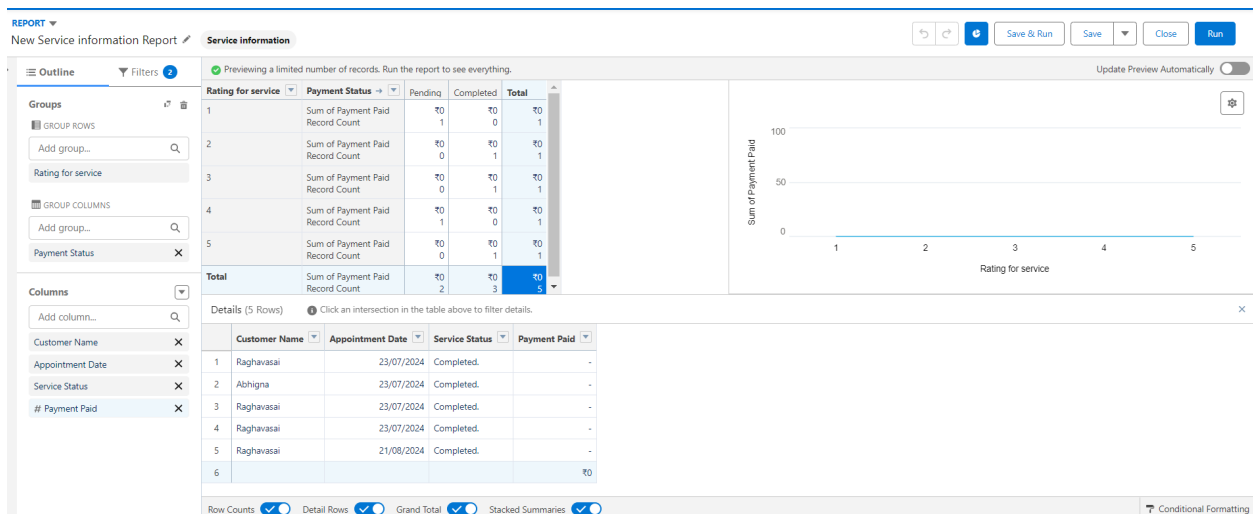 REPORT
New Service information Report Service information
Save & Run Save Close Run
Outline Filters 2
Previewing a limited number of records. Run the report to see everything.
Update Preview Automatically
Groups
GROUP ROWS
Add group...
Rating for service
GROUP COLUMNS
Add group...
Payment Status
Columns
Add column...
Customer Name
Appointment Date
Service Status
# Payment Paid
Rating for service Payment Status → Pending Completed Total
1 Sum of Payment Paid ₹0 ₹0 ₹0
Record Count 1 0 1
2 Sum of Payment Paid ₹0 ₹0 ₹0
Record Count 0 1 1
3 Sum of Payment Paid ₹0 ₹0 ₹0
Record Count 0 1 1
4 Sum of Payment Paid ₹0 ₹0 ₹0
Record Count 1 0 1
5 Sum of Payment Paid ₹0 ₹0 ₹0
Record Count 0 1 1
Total Sum of Payment Paid ₹0 ₹0 ₹0
Record Count 2 3 5
Sum of Payment Paid
100
50
0
1 2 3 4 5
Rating for service
Details (5 Rows) Click an intersection in the table above to filter details.
Customer Name Appointment Date Service Status Payment Paid
1 Raghavasai 23/07/2024 Completed. -
2 Abhigna 23/07/2024 Completed. -
3 Raghavasai 23/07/2024 Completed. -
4 Raghavasai 23/07/2024 Completed. -
5 Raghavasai 21/08/2024 Completed. -
6 ₹0
Row Counts Detail Rows Grand Total Stacked Summaries Conditional Formatting